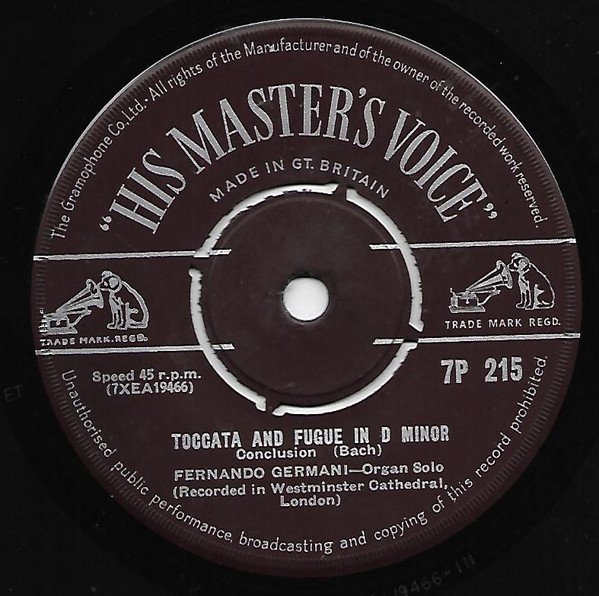 The Gramophone Co. Ltd.· All rights of the Manufacturer and of the owner of the recorded work reserved.
"HIS MASTER'S VOICE"
MADE IN GT. BRITAIN
TRADE MARK. REGD.
TRADE MARK REGD.
Speed 45 r.p.m.
(7XEA19466)
7P 215
TOCCATA AND FUGUE IN D MINOR
Conclusion (Bach)
FERNANDO GERMANI—Organ Solo
(Recorded in Westminster Cathedral,
London)
Unauthorised public performance, broadcasting and copying of this record prohibited.
ET